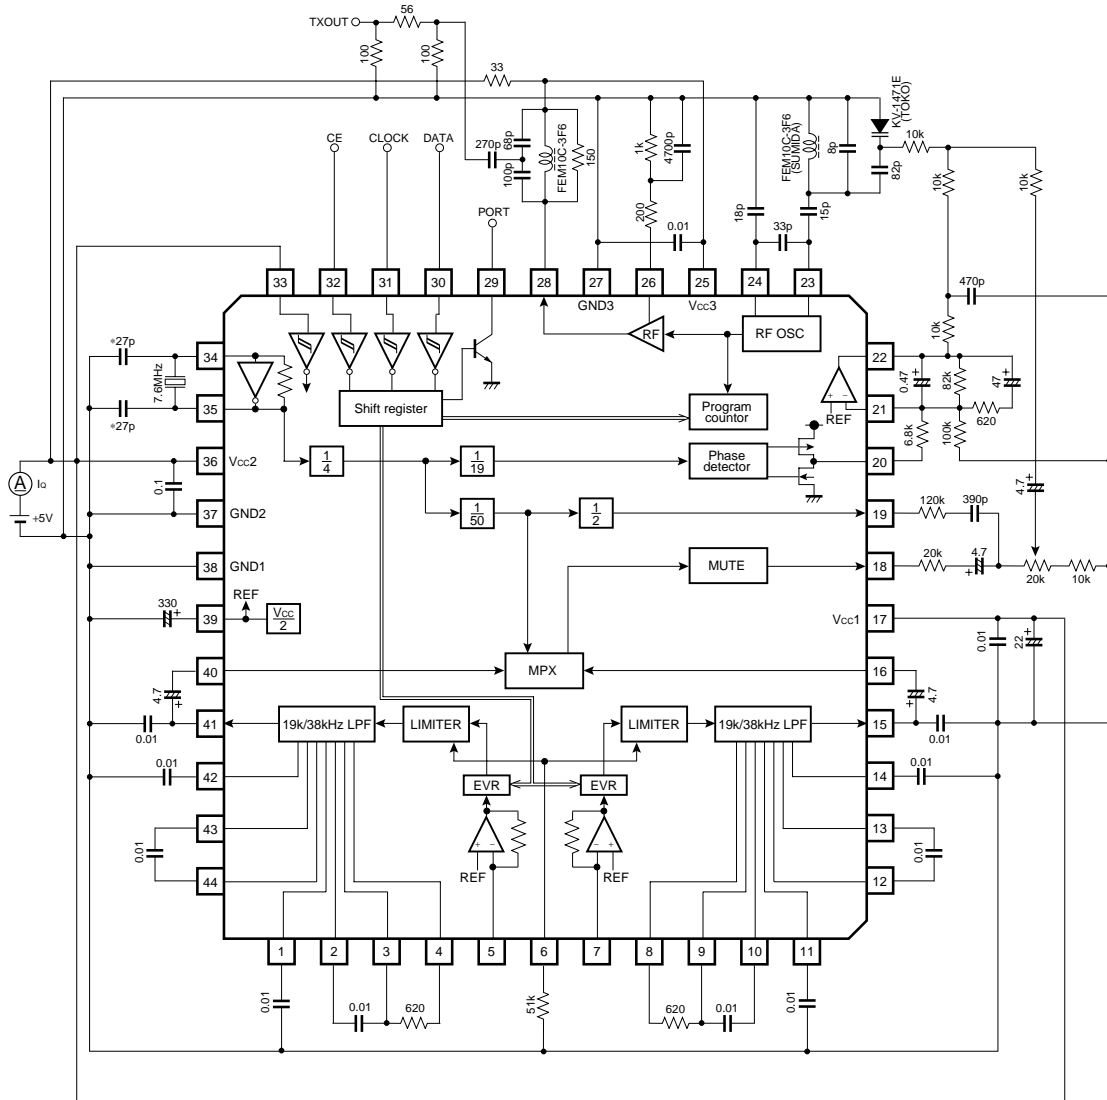 TXOUT
56
100
100
33
CE
CLOCK
DATA
270p
68p
100p
FEM10C-3F6
150
PORT
1k
4700p
200
0.01
18p
33p
15p
FEM10C-3F6
(SUMIDA)
8p
KV-1471E
(TOKO)
82p
10k
10k
10k
470p
10k
33
32
31
30
29
28
27
26
25
24
23
GND3
VCC3
RF
RF OSC
*27p
7.6MHz
*27p
34
35
36
VCC2
37
GND2
38
GND1
39
REF
VCC
2
40
41
42
43
44
A
IQ
+5V
0.1
330
+
4.7
+
0.01
0.01
0.01
Shift register
Program
countor
Phase
detector
1
4
1
19
1
50
1
2
MUTE
MPX
19k/38kHz LPF
LIMITER
LIMITER
19k/38kHz LPF
EVR
EVR
+ −
REF
− +
REF
+ −
REF
22
21
20
19
18
17
VCC1
16
15
14
13
12
0.47
+
82k
47
+
6.8k
100k
620
4.7
+
120k
390p
20k
4.7
+
20k
10k
0.01
22
+
4.7
+
0.01
0.01
0.01
1
2
3
4
5
6
7
8
9
10
11
0.01
0.01
620
51k
620
0.01
0.01